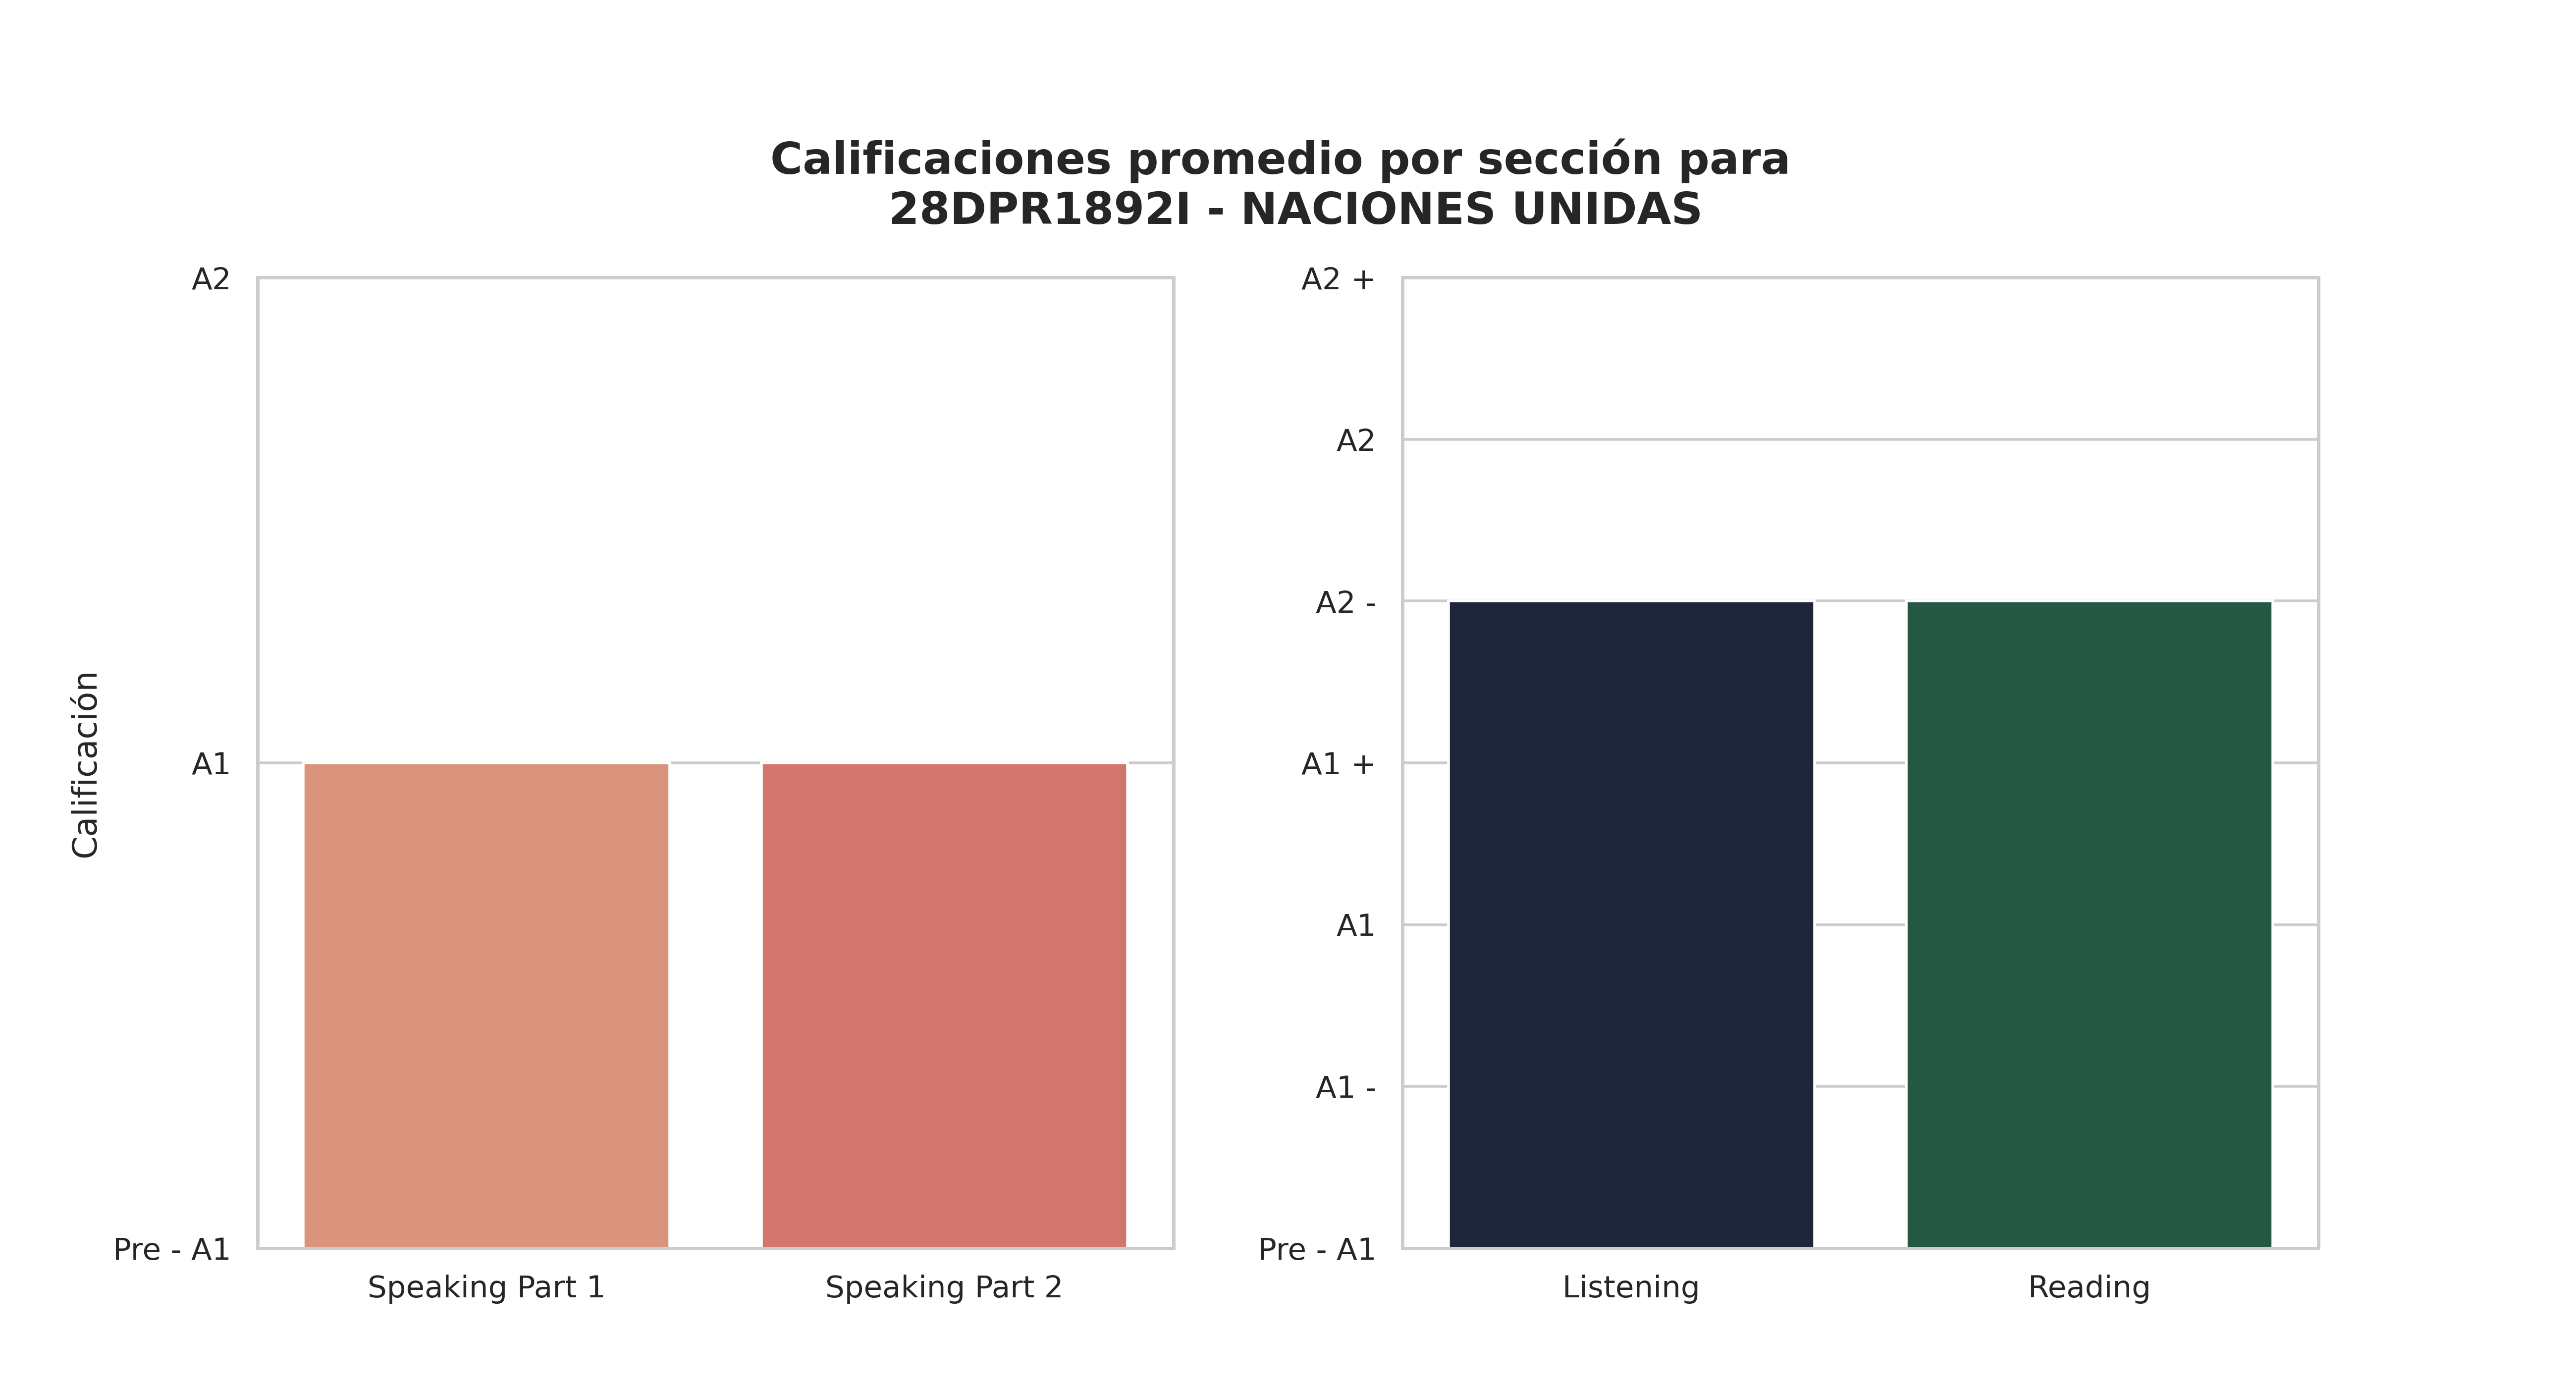 Calificaciones promedio por sección para
28DPR1892I - NACIONES UNIDAS
Calificación
A2
A1
Pre - A1
Speaking Part 1
Speaking Part 2
A2 +
A2
A2 -
A1 +
A1
A1 -
Pre - A1
Listening
Reading